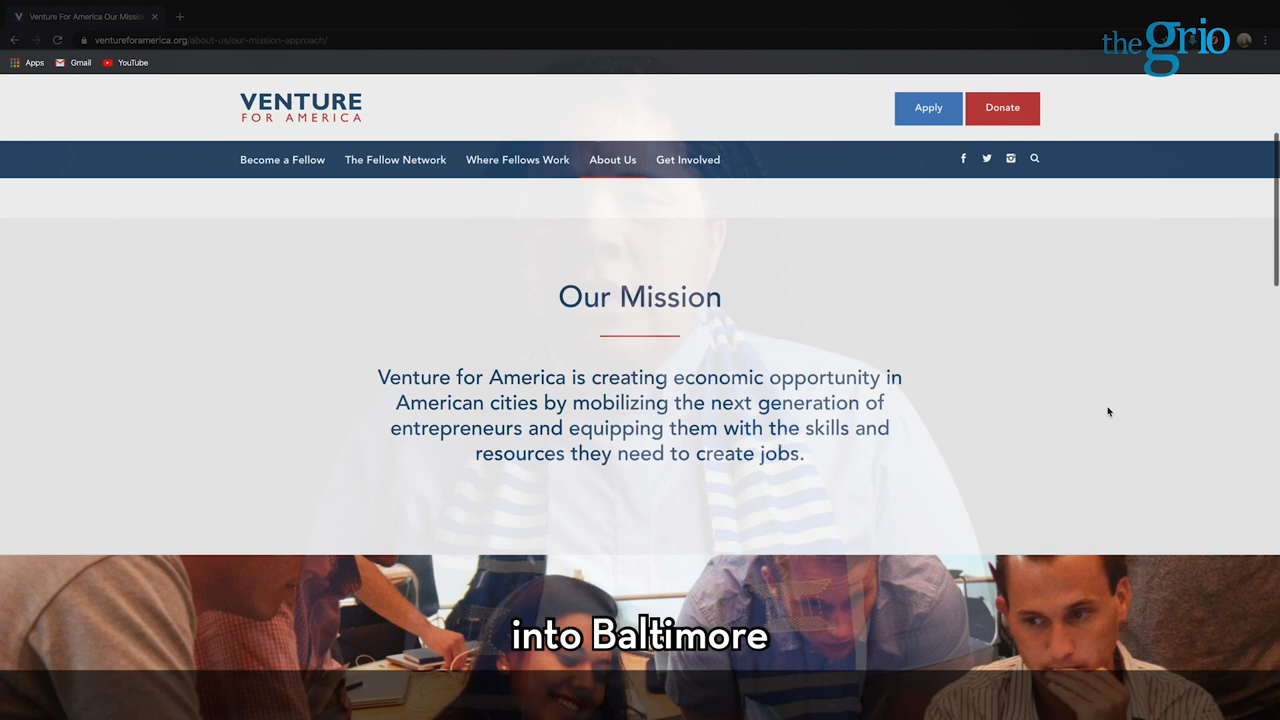 Venture For America Our Missio
ventureforamerica.org/about-us/our-mission-approach/
Apps Gmail YouTube
the grio
VENTURE
FOR AMERICA
Apply Donate
Become a Fellow The Fellow Network Where Fellows Work About Us Get Involved
Our Mission
Venture for America is creating economic opportunity in
American cities by mobilizing the next generation of
entrepreneurs and equipping them with the skills and
resources they need to create jobs.
into Baltimore